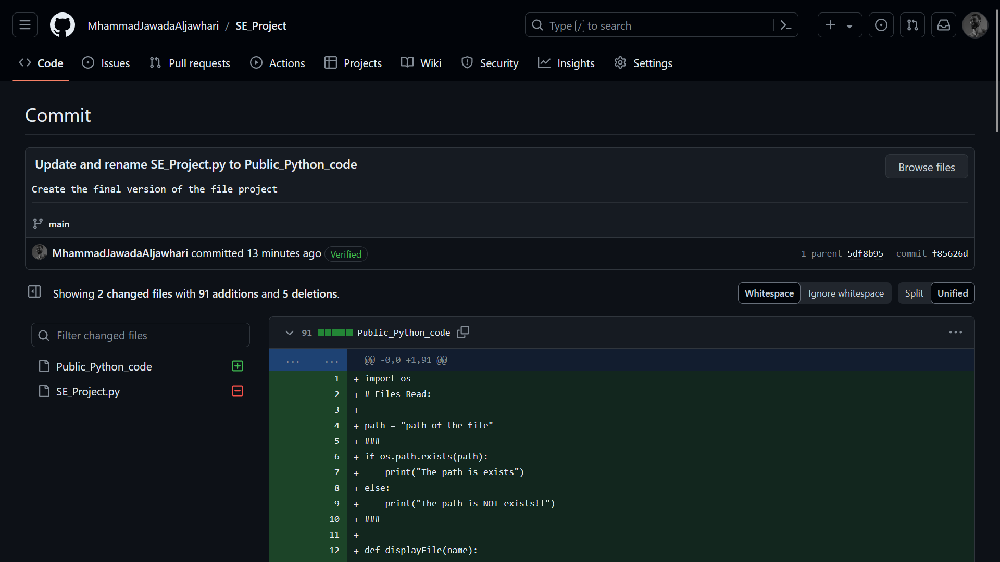 MhammadJawadaAljawhari / SE_Project
Type / to search
Code
Issues
Pull requests
Actions
Projects
Wiki
Security
Insights
Settings
Commit
Update and rename SE_Project.py to Public_Python_code
Browse files
Create the final version of the file project
main
MhammadJawadaAljawhari committed 13 minutes ago Verified
1 parent 5df8b95 commit f85626d
Showing 2 changed files with 91 additions and 5 deletions.
Whitespace Ignore whitespace
Split Unified
Filter changed files
Public_Python_code
SE_Project.py
91 Public_Python_code
... ... @@ -0,0 +1,91 @@
1 + import os
2 + # Files Read:
3 +
4 + path = "path of the file"
5 + ###
6 + if os.path.exists(path):
7 +     print("The path is exists")
8 + else:
9 +     print("The path is NOT exists!!")
10 + ###
11 +
12 + def displayFile(name):